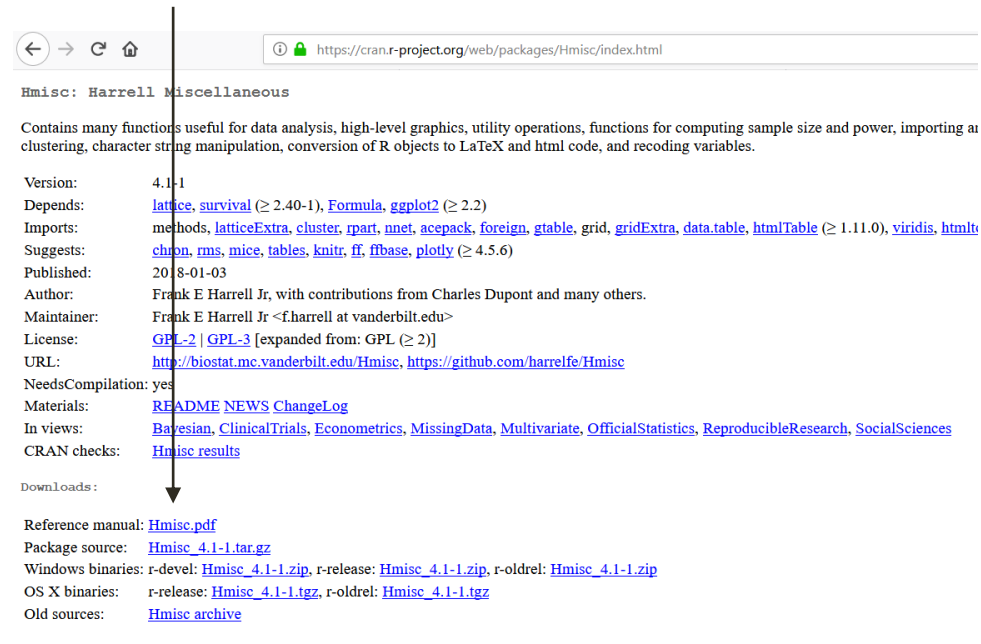 https://cran.r-project.org/web/packages/Hmisc/index.html
Hmisc: Harrell Miscellaneous
Contains many functions useful for data analysis, high-level graphics, utility operations, functions for computing sample size and power, importing
clustering, character string manipulation, conversion of R objects to LaTeX and html code, and recoding variables.
Version: 4.1-1
Depends: lattice, survival (≥ 2.40-1), Formula, ggplot2 (≥ 2.2)
Imports: methods, latticeExtra, cluster, rpart, nnet, acepack, foreign, gtable, grid, gridExtra, data.table, htmlTable (≥ 1.11.0), viridis,
Suggests: chron, rms, mice, tables, knitr, ff, ffbase, plotly (≥ 4.5.6)
Published: 2018-01-03
Author: Frank E Harrell Jr, with contributions from Charles Dupont and many others.
Maintainer: Frank E Harrell Jr <f.harrell at vanderbilt.edu>
License: GPL-2 | GPL-3 [expanded from: GPL (≥ 2)]
URL: http://biostat.mc.vanderbilt.edu/Hmisc, https://github.com/harrelfe/Hmisc
NeedsCompilation: yes
Materials: README NEWS ChangeLog
In views: Bayesian, ClinicalTrials, Econometrics, MissingData, Multivariate, OfficialStatistics, ReproducibleResearch, SocialSciences
CRAN checks: Hmisc results
Downloads:
Reference manual: Hmisc.pdf
Package source: Hmisc_4.1-1.tar.gz
Windows binaries: r-devel: Hmisc_4.1-1.zip, r-release: Hmisc_4.1-1.zip, r-oldrel: Hmisc_4.1-1.zip
OS X binaries: r-release: Hmisc_4.1-1.tgz, r-oldrel: Hmisc_4.1-1.tgz
Old sources: Hmisc archive